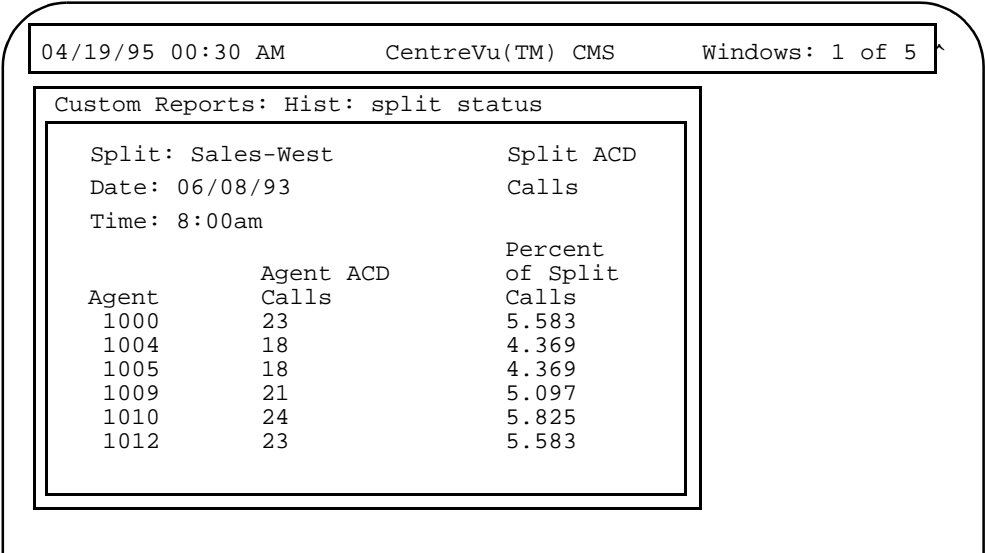 04/19/95 00:30 AM CentreVu(TM) CMS Windows: 1 of 5 ^
Custom Reports: Hist: split status
Split: Sales-West Split ACD
Date: 06/08/93 Calls
Time: 8:00am
Percent
Agent ACD of Split
Agent Calls Calls
1000 23 5.583
1004 18 4.369
1005 18 4.369
1009 21 5.097
1010 24 5.825
1012 23 5.583